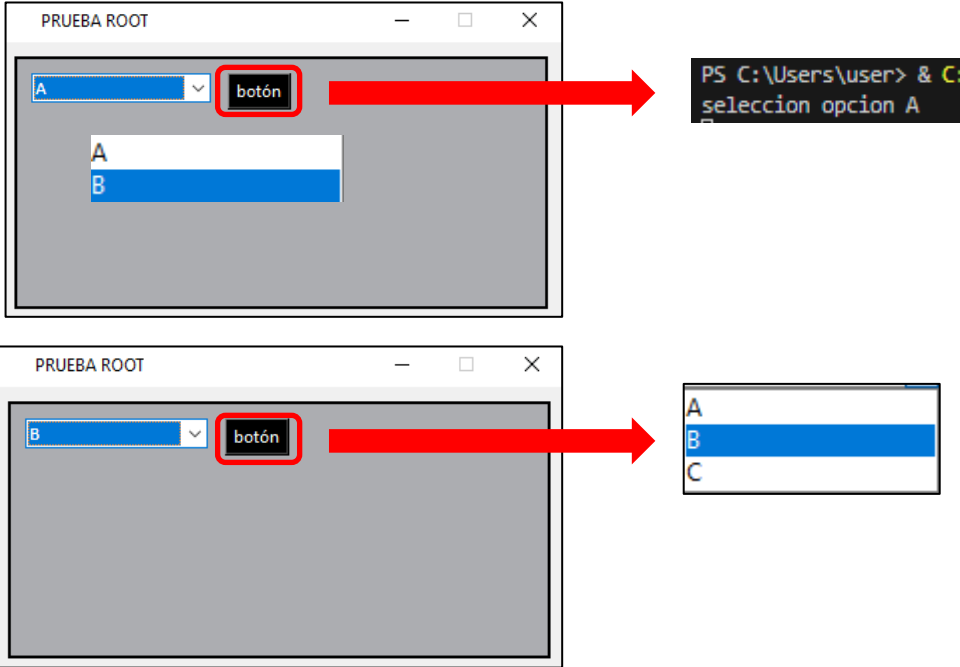 PRUEBA ROOT
A
botón
PS C:\Users\user> & C:
seleccion opcion A
A
B
PRUEBA ROOT
B
botón
A
B
C